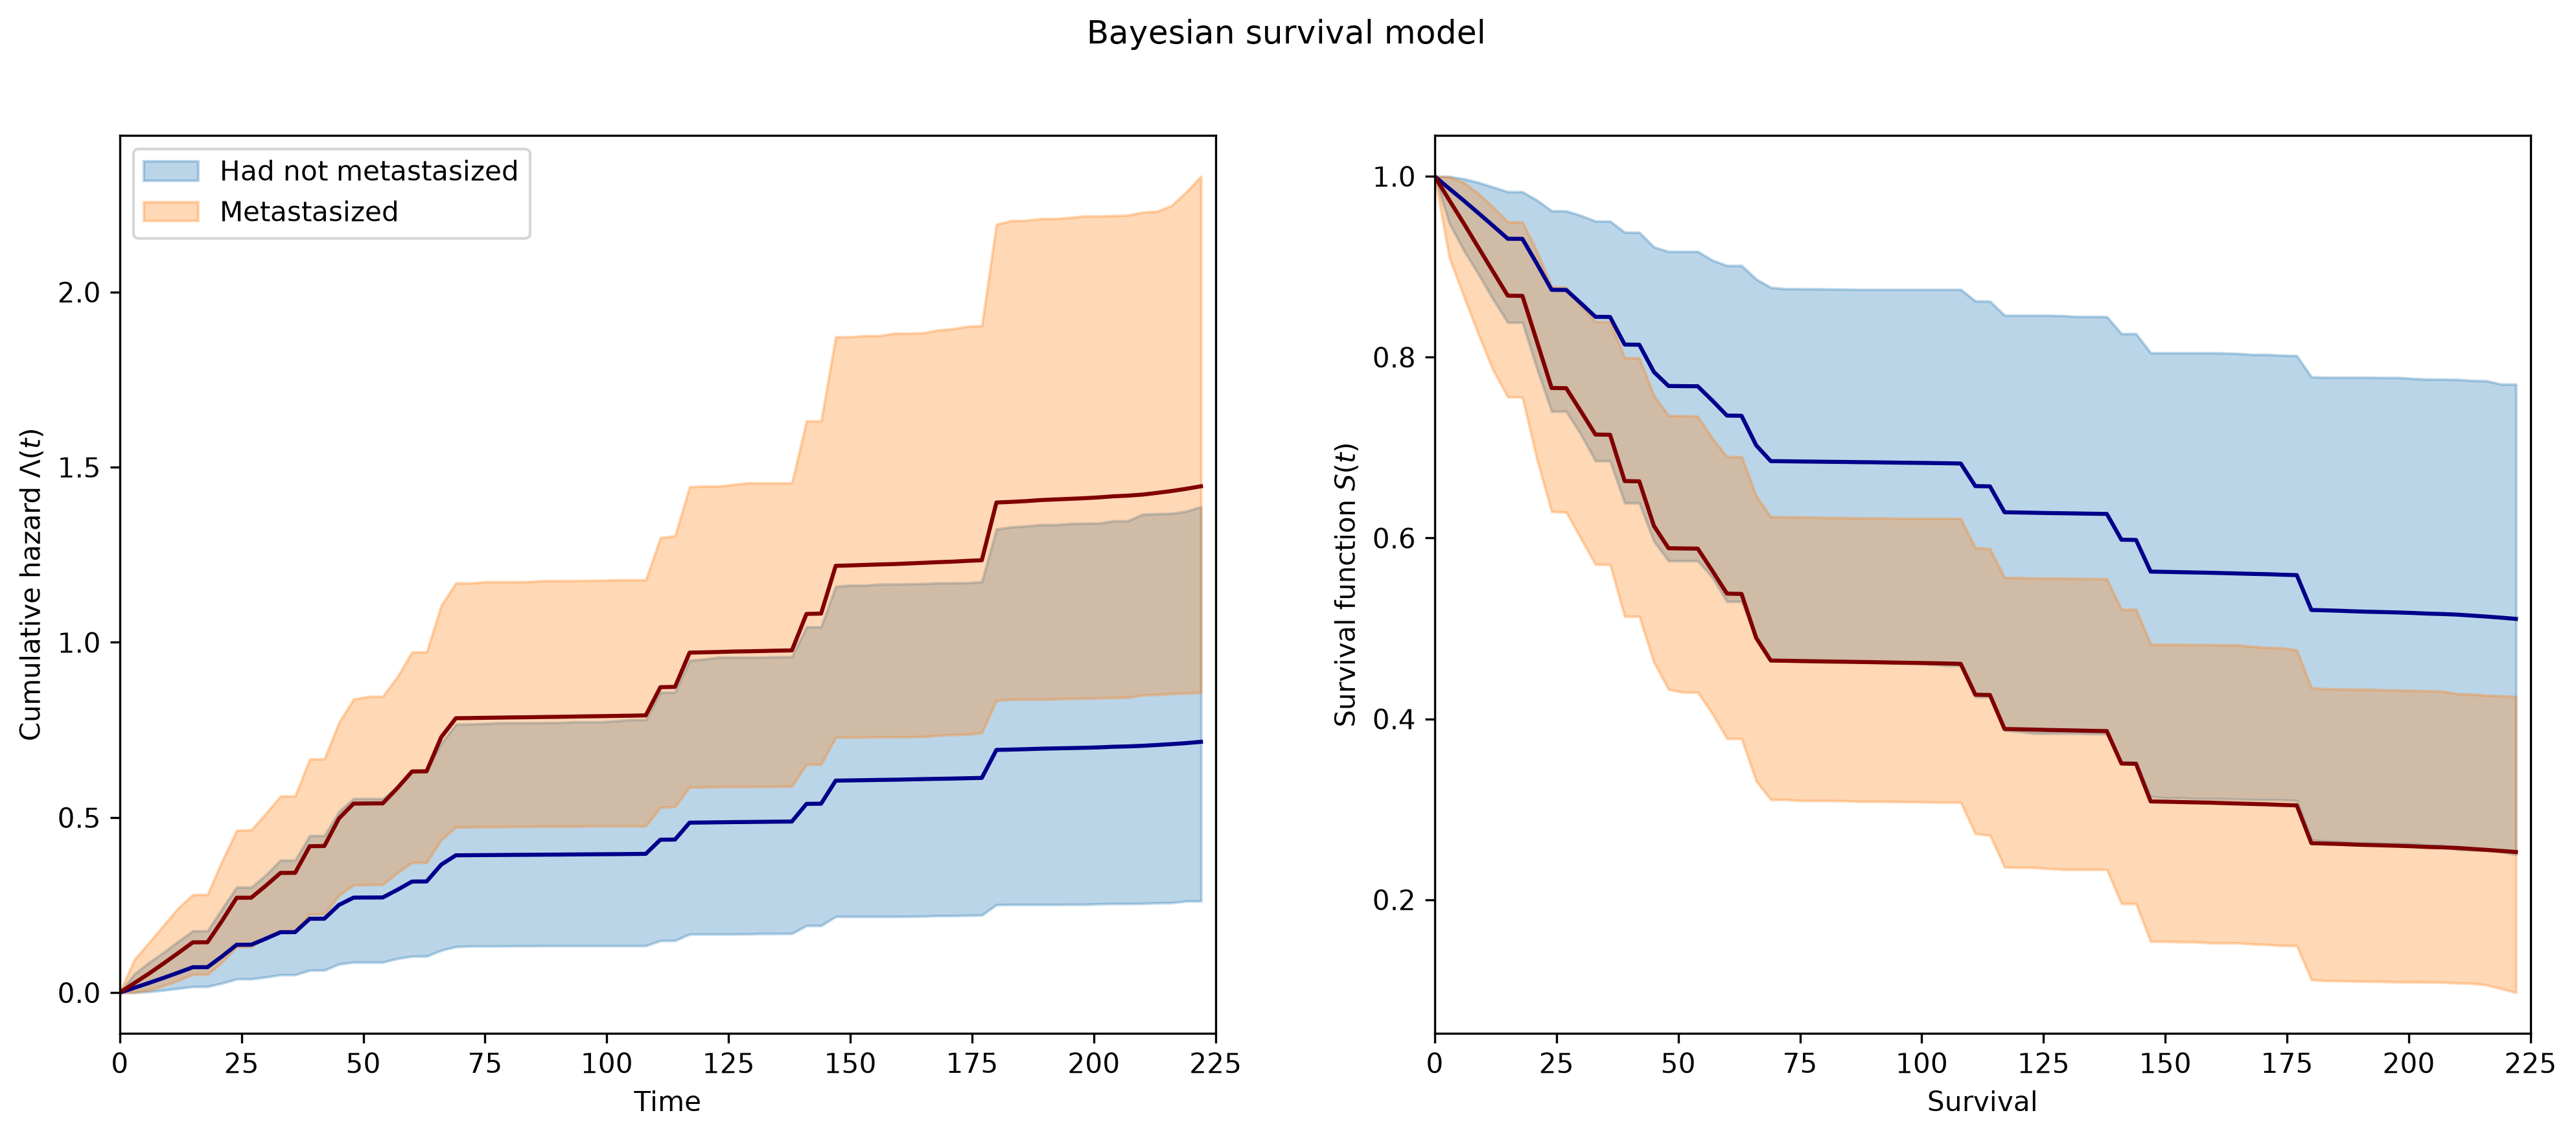 Bayesian survival model
Had not metastasized
Metastasized
Cumulative hazard Λ(t)
2.0
1.5
1.0
0.5
0.0
0 25 50 75 100 125 150 175 200 225
Time
Survival function S(t)
1.0
0.8
0.6
0.4
0.2
0 25 50 75 100 125 150 175 200 225
Survival